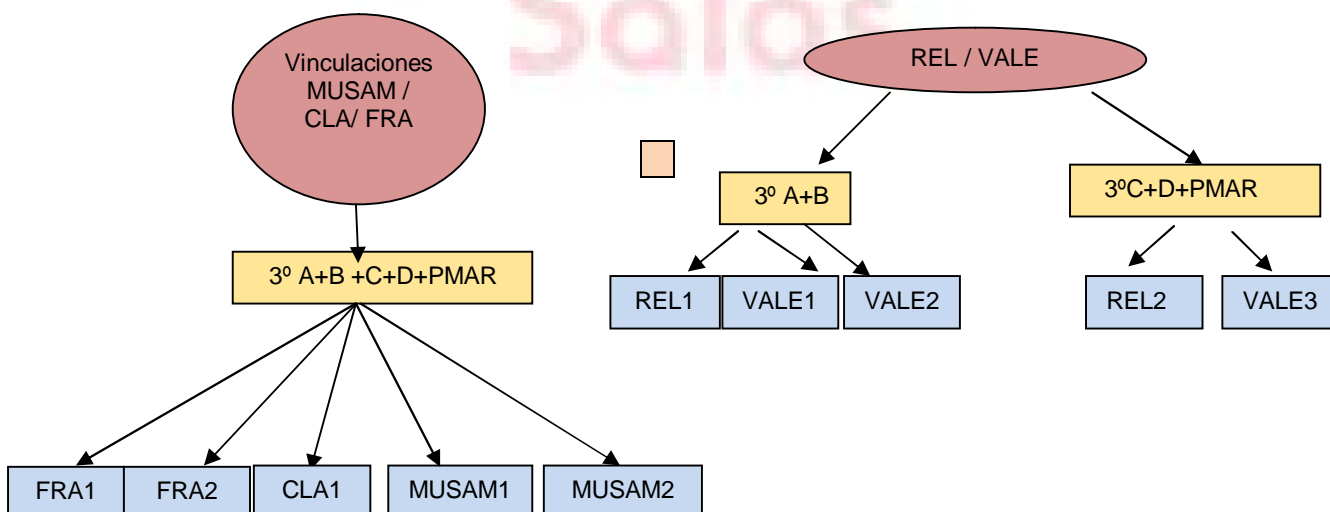 Salas
Vinculaciones
MUSAM /
CLA/ FRA
3º A+B +C+D+PMAR
FRA1
FRA2
CLA1
MUSAM1
MUSAM2
REL / VALE
3º A+B
3ºC+D+PMAR
REL1
VALE1
VALE2
REL2
VALE3